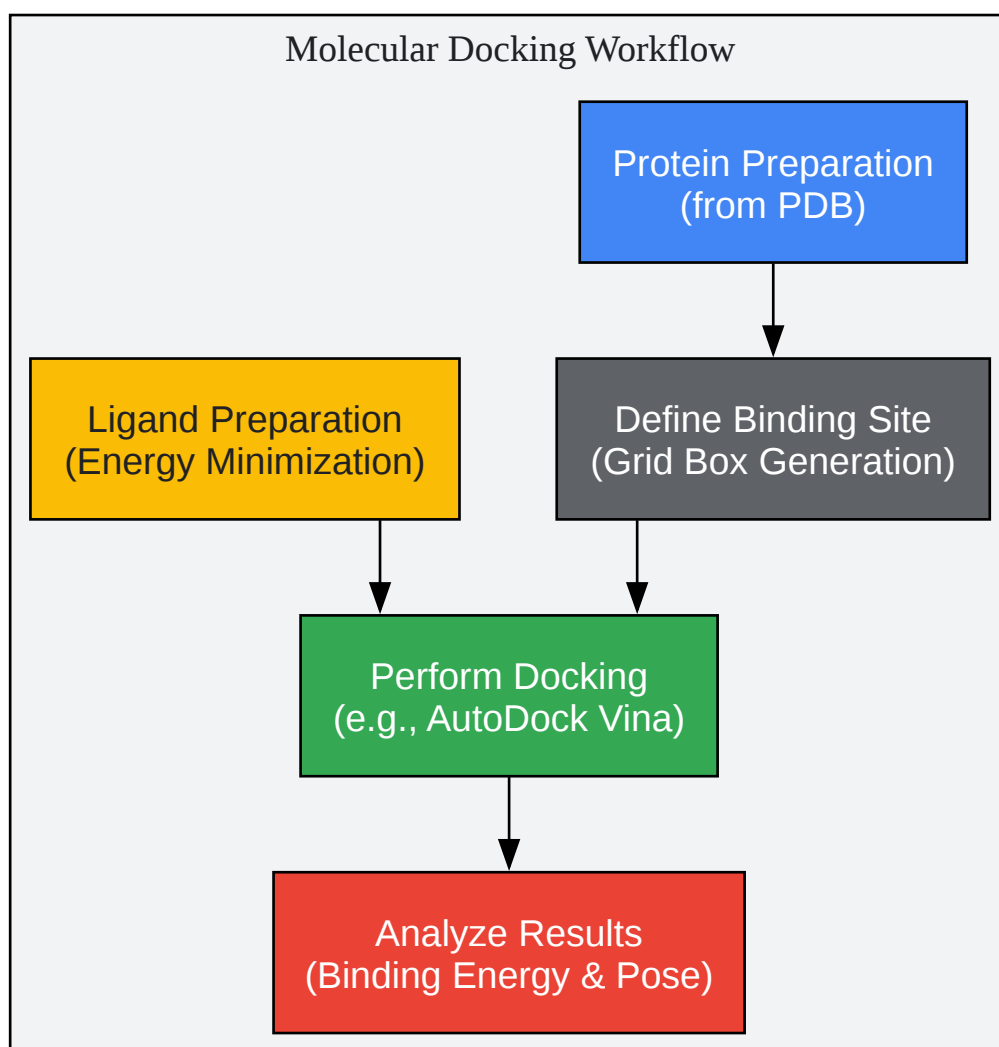 Molecular Docking Workflow
Protein Preparation
(from PDB)
Ligand Preparation
(Energy Minimization)
Define Binding Site
(Grid Box Generation)
Perform Docking
(e.g., AutoDock Vina)
Analyze Results
(Binding Energy & Pose)